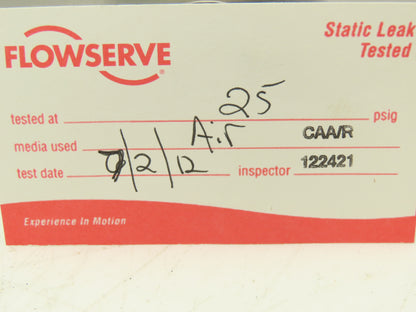 FLOWSERVE
Static Leak
Tested
tested at 25 psig
media used Air CAA/R
test date 7/2/12 inspector 122421
Experience In Motion